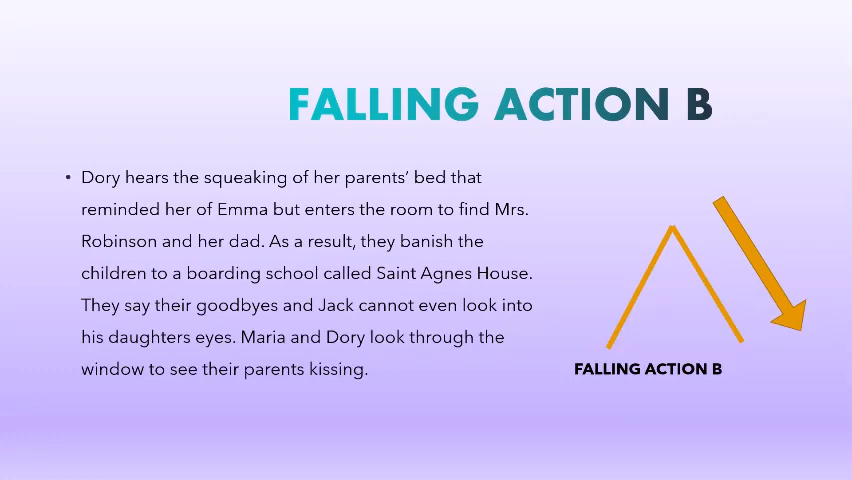 FALLING ACTION B
• Dory hears the squeaking of her parents’ bed that
reminded her of Emma but enters the room to find Mrs.
Robinson and her dad. As a result, they banish the
children to a boarding school called Saint Agnes House.
They say their goodbyes and Jack cannot even look into
his daughters eyes. Maria and Dory look through the
window to see their parents kissing.
FALLING ACTION B